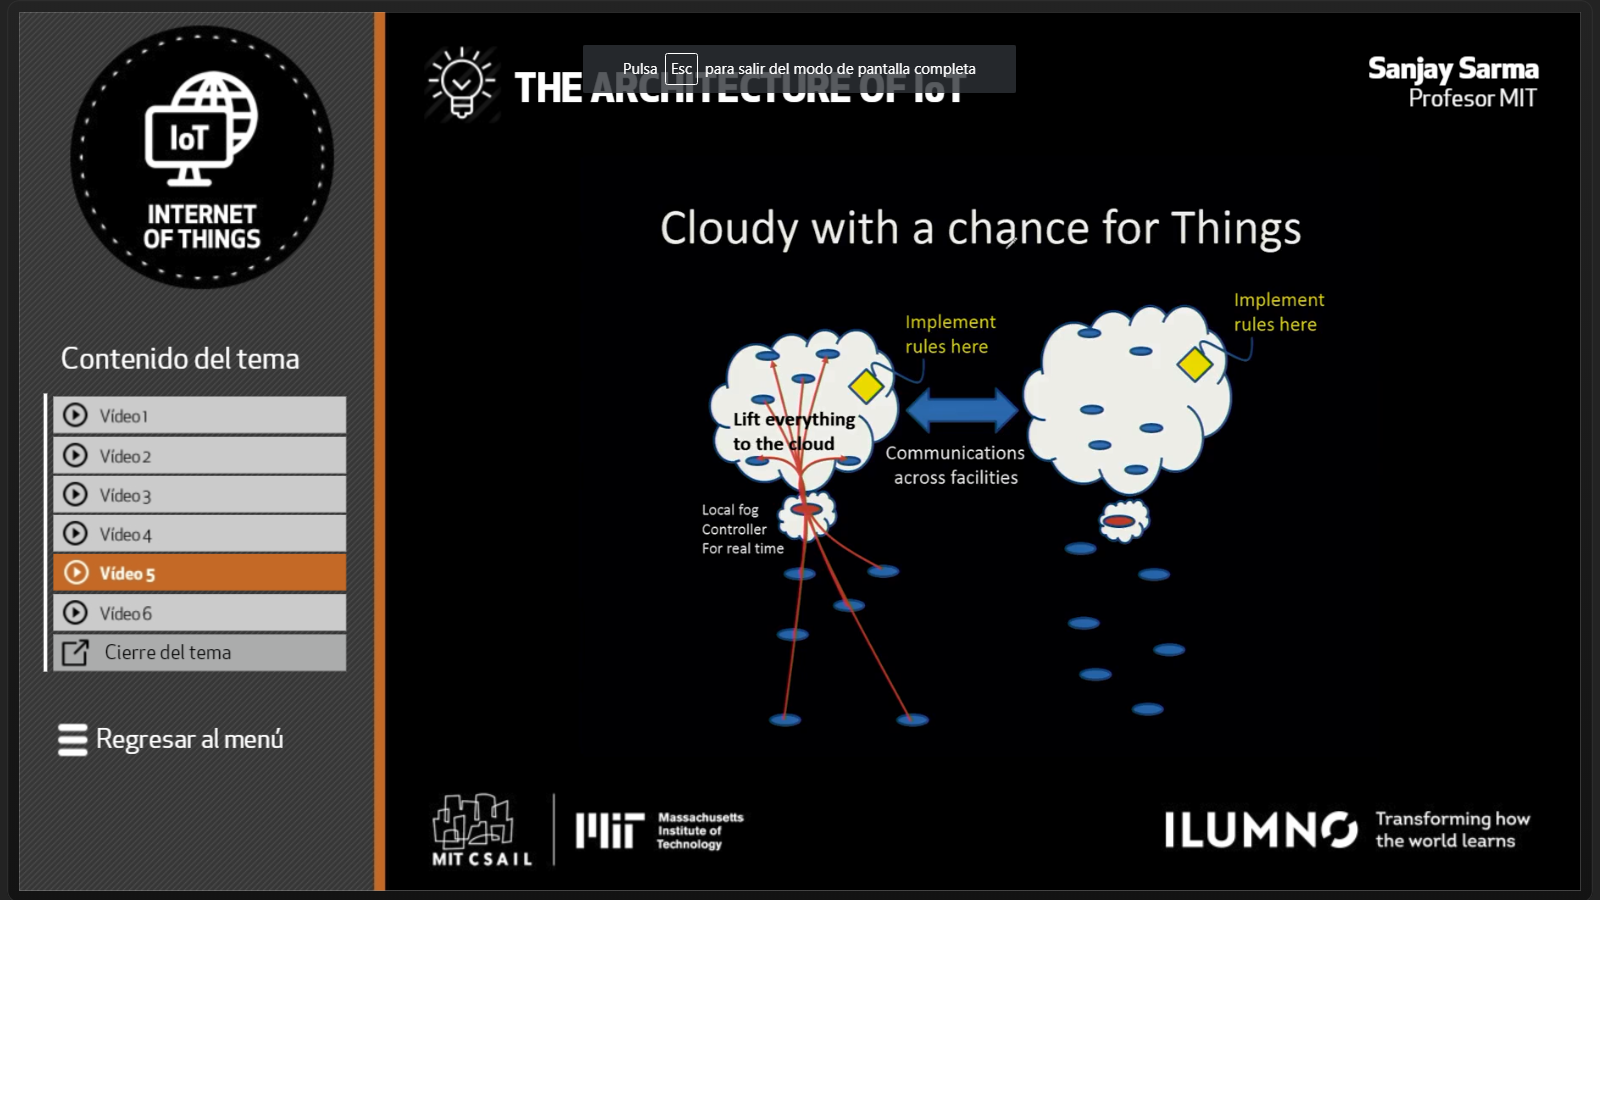 IoT
INTERNET
OF THINGS
Contenido del tema
Vídeo 1
Vídeo 2
Vídeo 3
Vídeo 4
Vídeo 5
Vídeo 6
Cierre del tema
Regresar al menú
THE ARCHITECTURE OF IoT
Pulsa Esc para salir del modo de pantalla completa
Sanjay Sarma
Profesor MIT
Cloudy with a chance for Things
Implement
rules here
Implement
rules here
Lift everything
to the cloud
Communications
across facilities
Local fog
Controller
For real time
MIT CSAIL
MIT
Massachusetts
Institute of
Technology
ILUMNO
Transforming how
the world learns